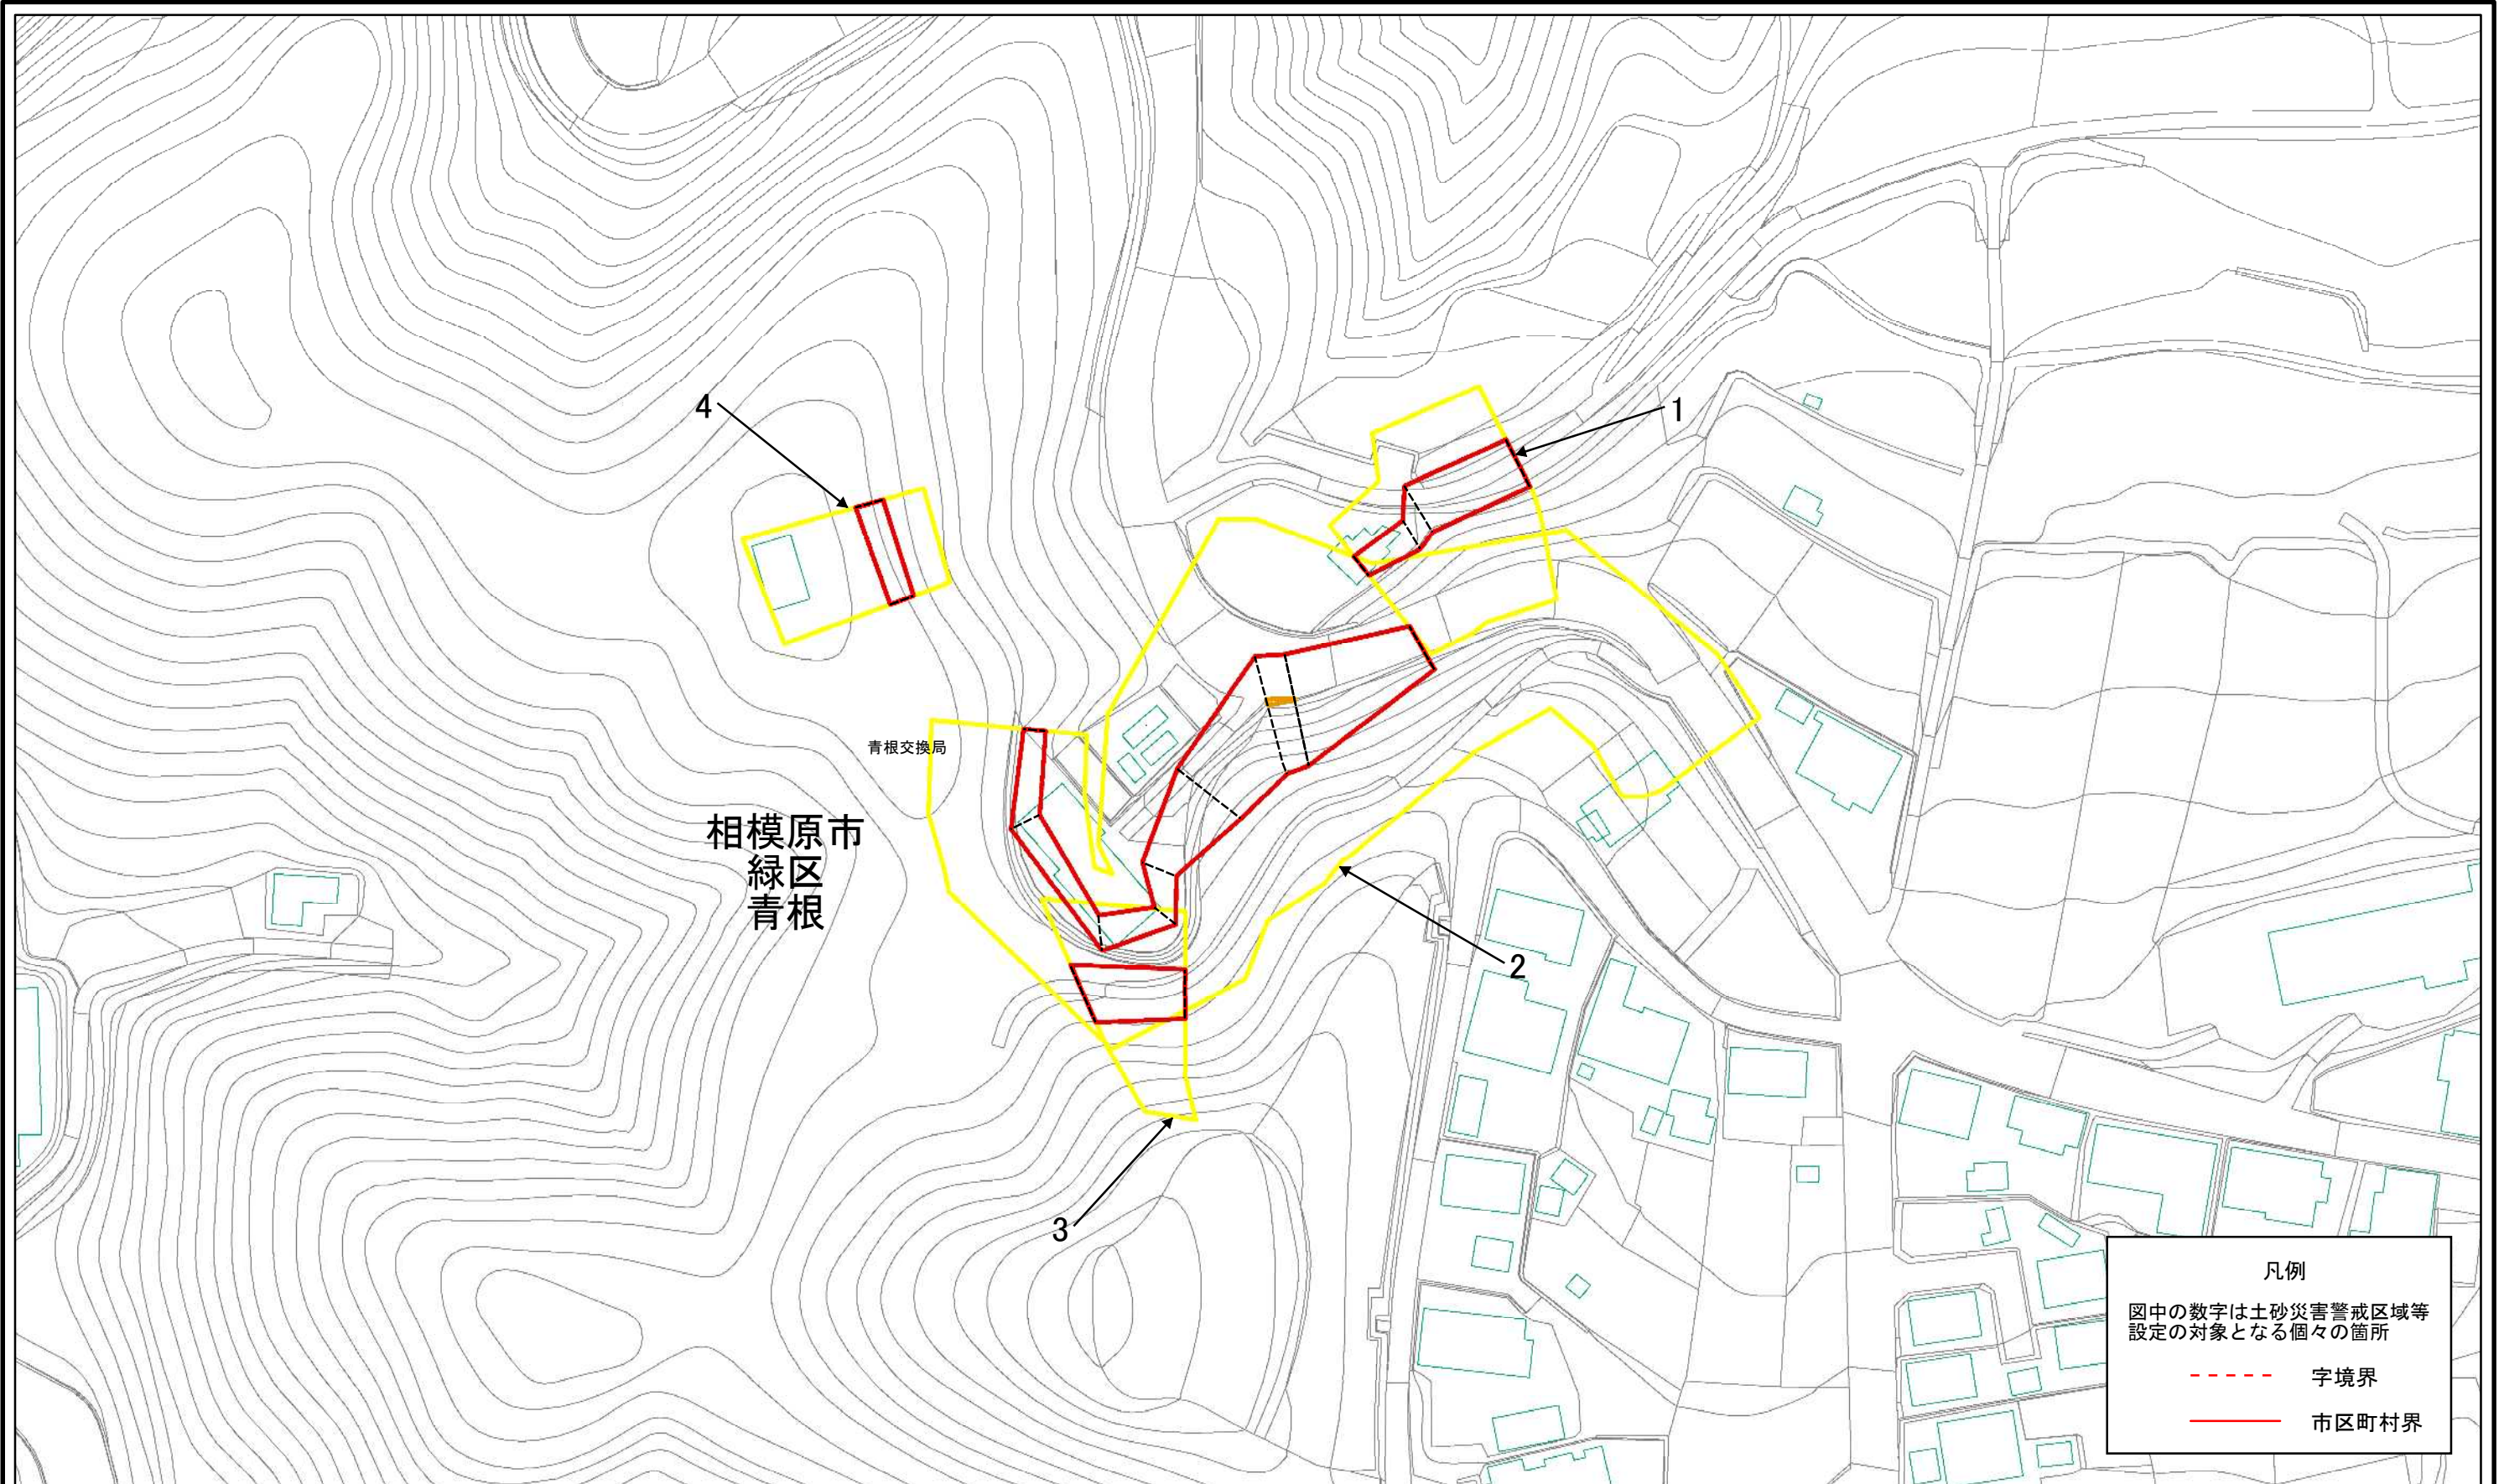 4
1
青根交換局
相模原市
緑区
青根
2
3
凡例
図中の数字は土砂災害警戒区域等
設定の対象となる個々の箇所
字境界
市区町村界